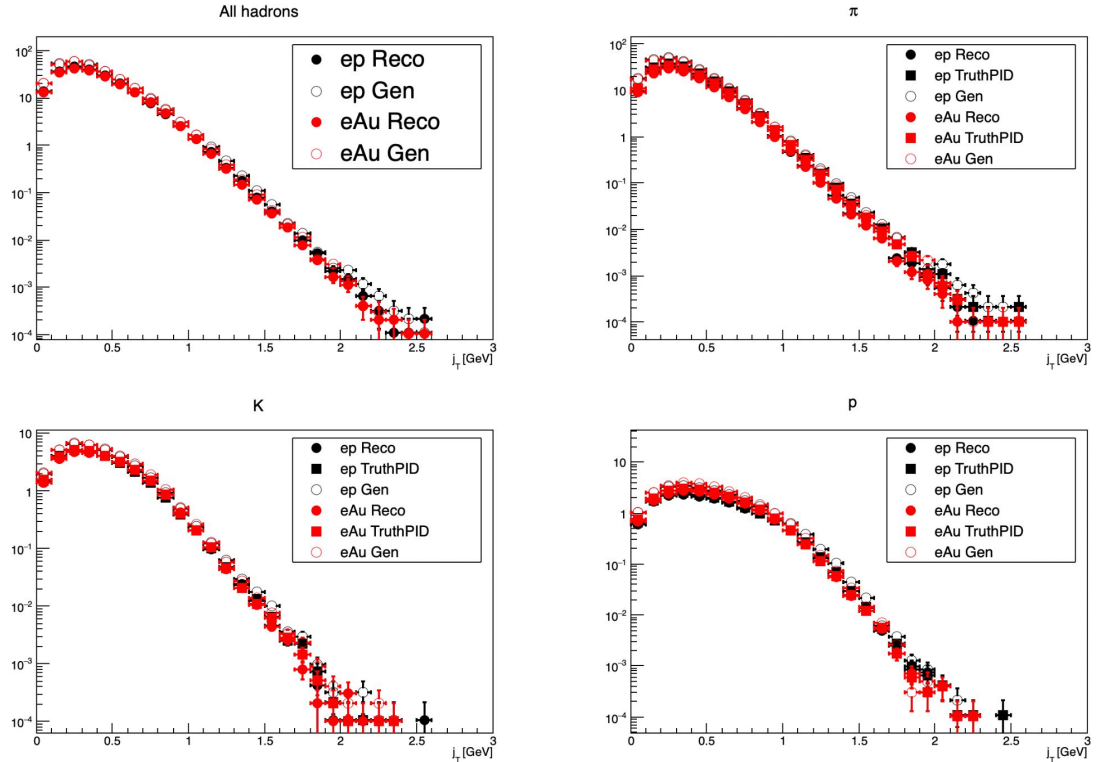 All hadrons
10²
10
1
10⁻¹
10⁻²
10⁻³
10⁻⁴
0
0.5
1
1.5
2
2.5
3
j_T [GeV]
ep Reco
ep Gen
eAu Reco
eAu Gen
π
10²
10
1
10⁻¹
10⁻²
10⁻³
10⁻⁴
0
0.5
1
1.5
2
2.5
3
j_T [GeV]
ep Reco
ep TruthPID
ep Gen
eAu Reco
eAu TruthPID
eAu Gen
K
10
1
10⁻¹
10⁻²
10⁻³
10⁻⁴
0
0.5
1
1.5
2
2.5
3
j_T [GeV]
ep Reco
ep TruthPID
ep Gen
eAu Reco
eAu TruthPID
eAu Gen
p
10
1
10⁻¹
10⁻²
10⁻³
10⁻⁴
0
0.5
1
1.5
2
2.5
3
j_T [GeV]
ep Reco
ep TruthPID
ep Gen
eAu Reco
eAu TruthPID
eAu Gen